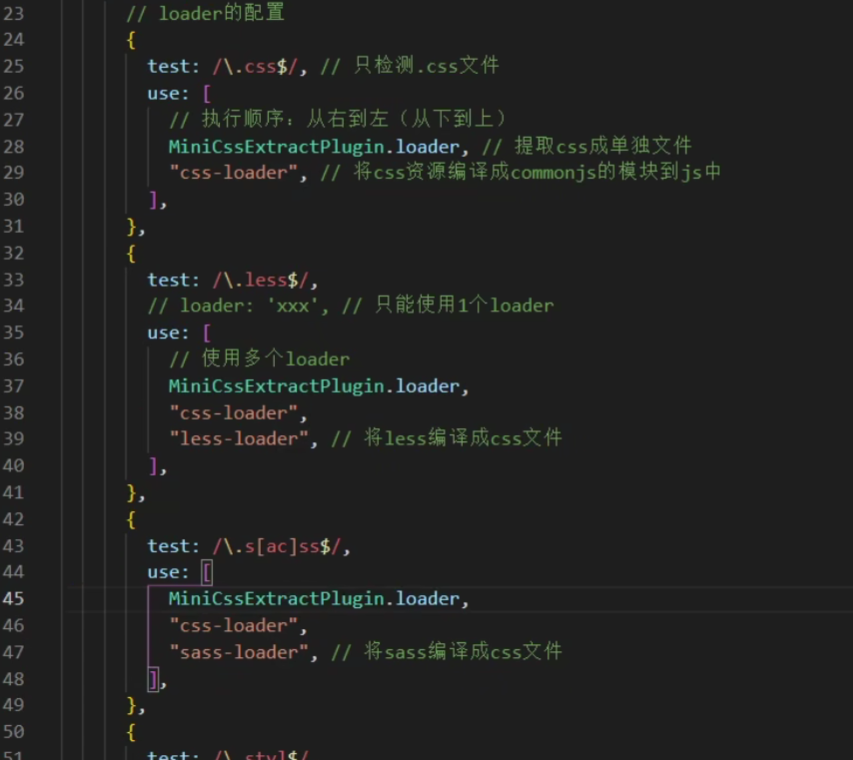 23 // loader的配置
24 {
25 test: /\.css$/, // 只检测.css文件
26 use: [
27 // 执行顺序：从右到左（从下到上）
28 MiniCssExtractPlugin.loader, // 提取css成单独文件
29 "css-loader", // 将css资源编译成commonjs的模块到js中
30 ],
31 },
32 {
33 test: /\.less$/,
34 // loader: 'xxx', // 只能使用1个loader
35 use: [
36 // 使用多个loader
37 MiniCssExtractPlugin.loader,
38 "css-loader",
39 "less-loader", // 将less编译成css文件
40 ],
41 },
42 {
43 test: /\.s[ac]ss$/,
44 use: [
45 MiniCssExtractPlugin.loader,
46 "css-loader",
47 "sass-loader", // 将sass编译成css文件
48 ],
49 },
50 {
51 test: /\.styl$/